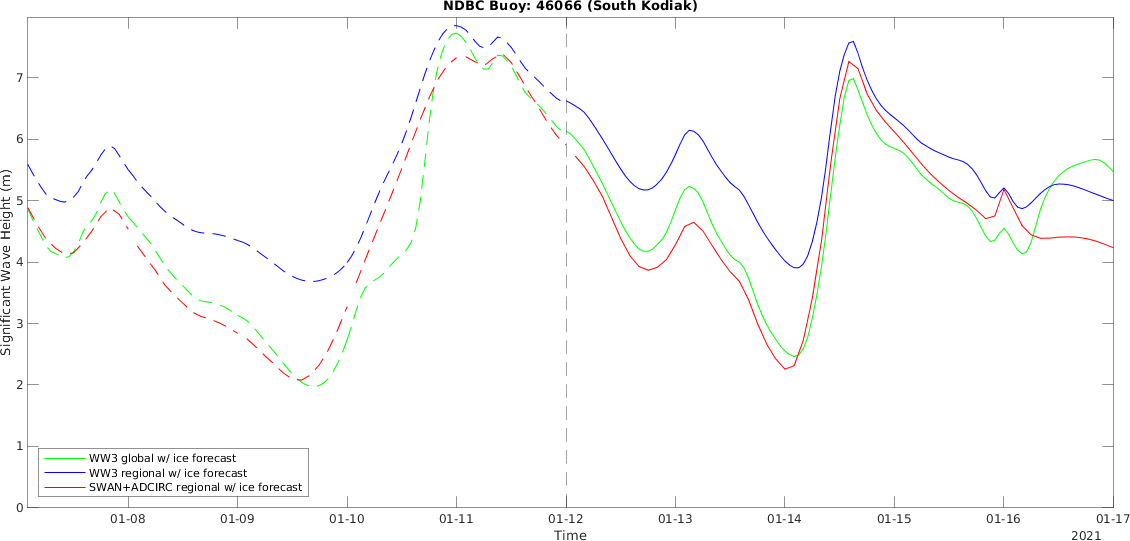 NDBC Buoy: 46066 (South Kodiak)
Significant Wave Height (m)
7
6
5
4
3
2
1
0
WW3 global w/ ice forecast
WW3 regional w/ ice forecast
SWAN+ADCIRC regional w/ ice forecast
01-08 01-09 01-10 01-11 01-12 01-13 01-14 01-15 01-16 01-17
Time
2021